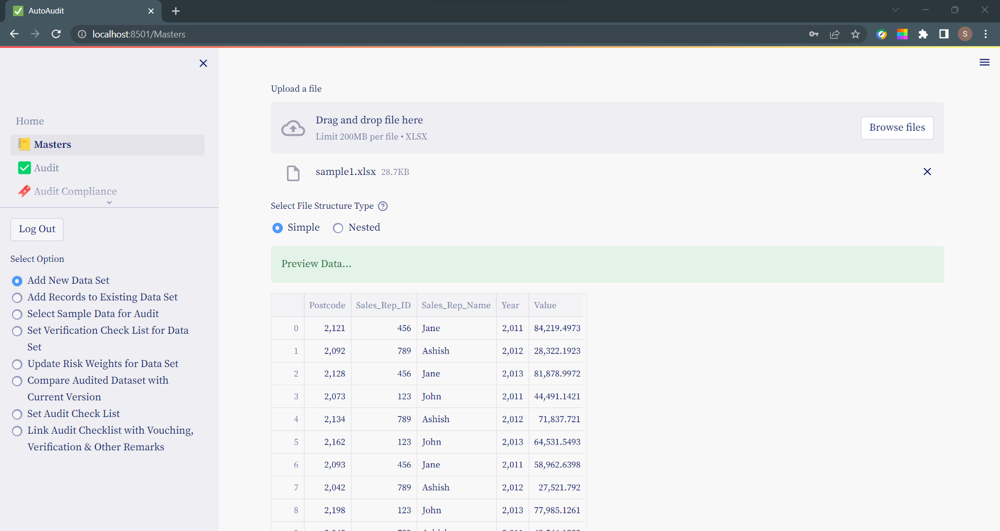 AutoAudit
localhost:8501/Masters
S
Home
Masters
Audit
Audit Compliance
Log Out
Select Option
Add New Data Set
Add Records to Existing Data Set
Select Sample Data for Audit
Set Verification Check List for Data
Set
Update Risk Weights for Data Set
Compare Audited Dataset with
Current Version
Set Audit Check List
Link Audit Checklist with Vouching,
Verification & Other Remarks
Upload a file
Drag and drop file here
Limit 200MB per file • XLSX
Browse files
sample1.xlsx 28.7KB
Select File Structure Type
Simple Nested
Preview Data...
Postcode Sales_Rep_ID Sales_Rep_Name Year Value
0 2,121 456 Jane 2,011 84,219.4973
1 2,092 789 Ashish 2,012 28,322.1923
2 2,128 456 Jane 2,013 81,878.9972
3 2,073 123 John 2,011 44,491.1421
4 2,134 789 Ashish 2,012 71,837.721
5 2,162 123 John 2,013 64,531.5493
6 2,093 456 Jane 2,011 58,962.6398
7 2,042 789 Ashish 2,012 27,521.792
8 2,198 123 John 2,013 77,985.1261